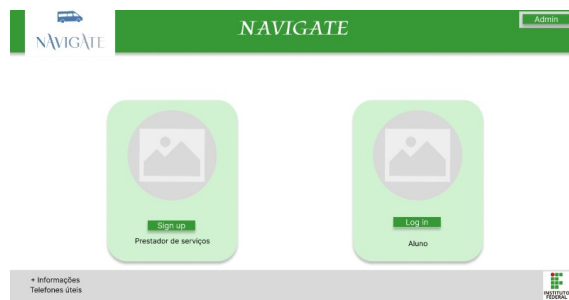 NAVIGATE
NAVIGATE
Admin
Sign up
Prestador de serviços
Log in
Aluno
+ Informações
Telefones úteis
INSTITUTO
FEDERAL